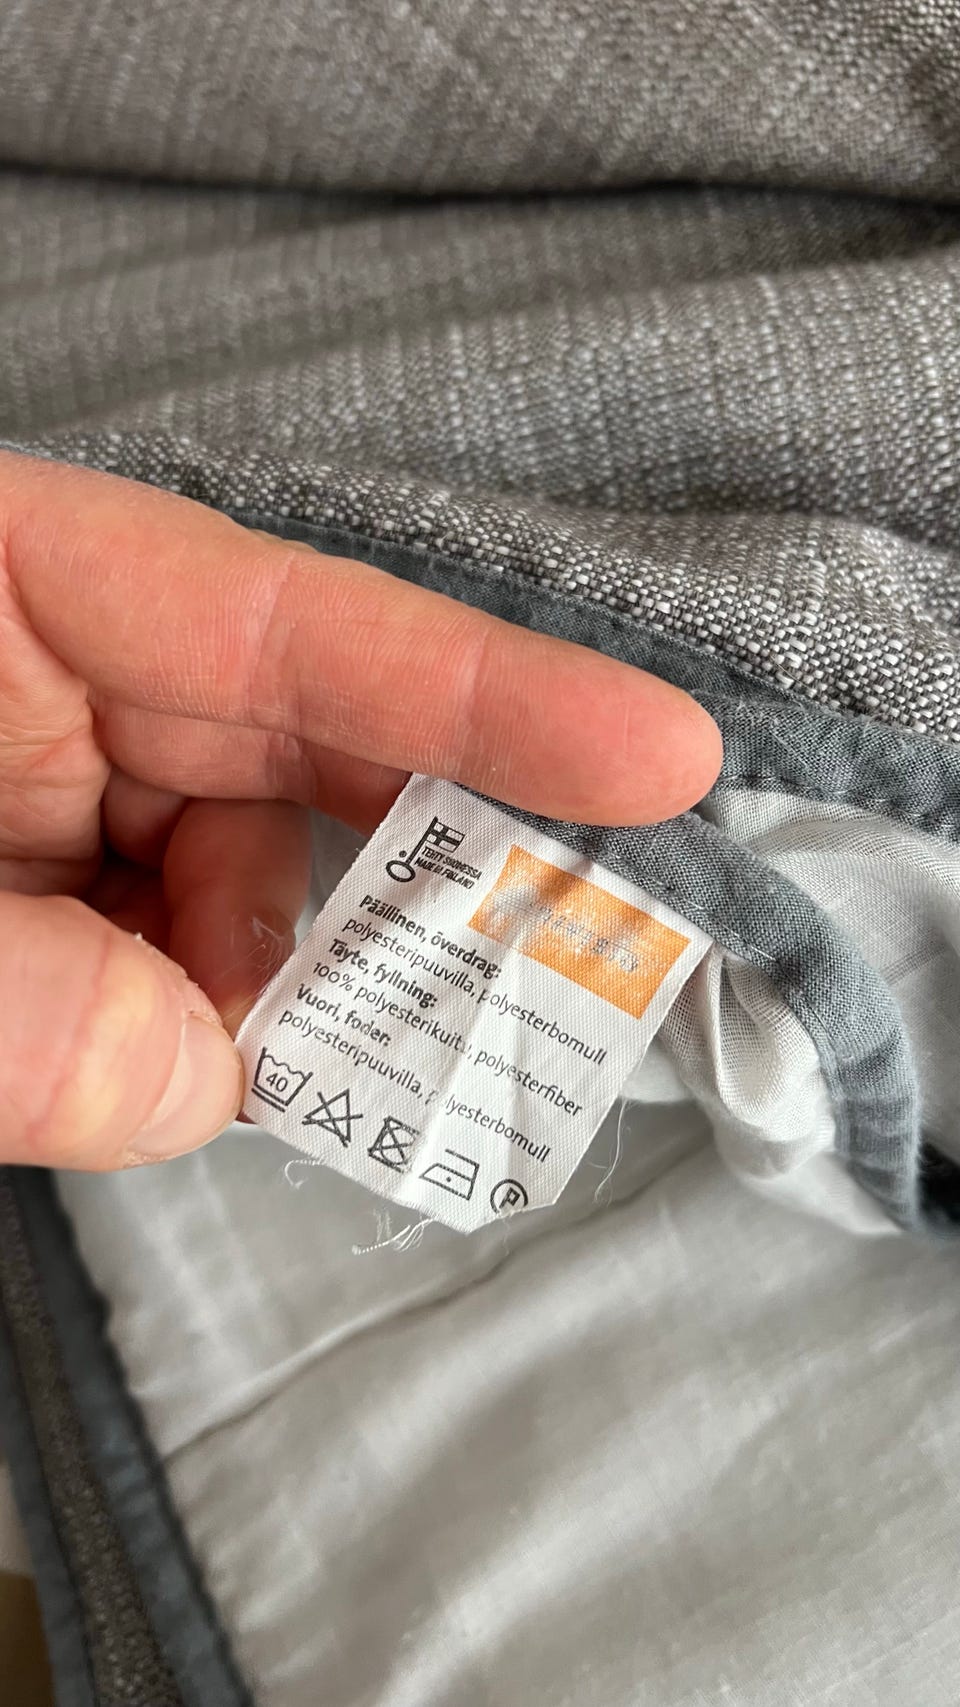 TEHTY SUOMESSA
MADE IN FINLAND
Päällinen, överdrag:
polyesteripuuvilla, polyesterbomull
Täyte, fyllning:
100% polyesterikuitu, polyesterfiber
Vuori, foder:
polyesteripuuvilla, polyesterbomull
40
P